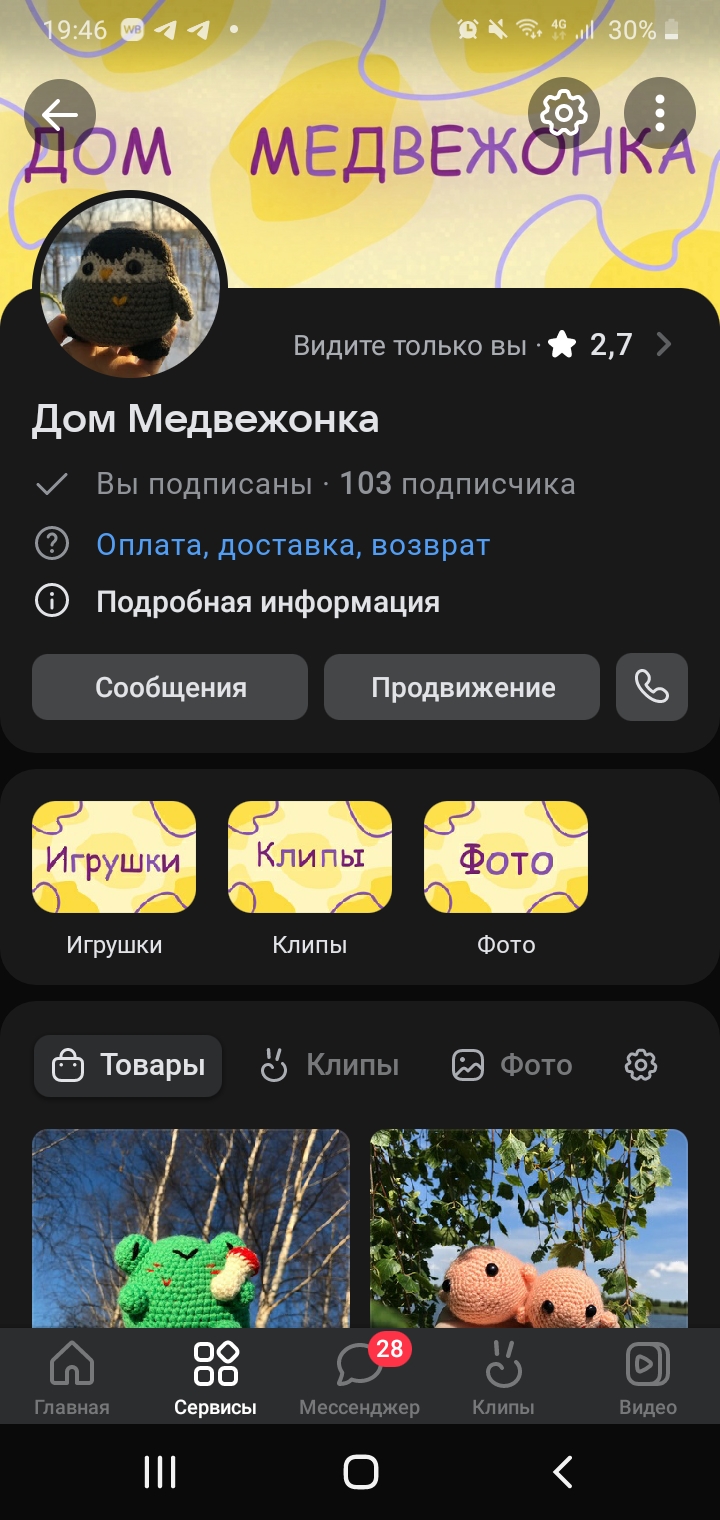 19:46 WB 4G 30%
ДОМ МЕДВЕЖОНКА
Видите только вы · 2,7
Дом Медвежонка
Вы подписаны · 103 подписчика
Оплата, доставка, возврат
Подробная информация
Сообщения Продвижение
Игрушки Клипы Фото
Игрушки Клипы Фото
Товары Клипы Фото
28
Главная Сервисы Мессенджер Клипы Видео